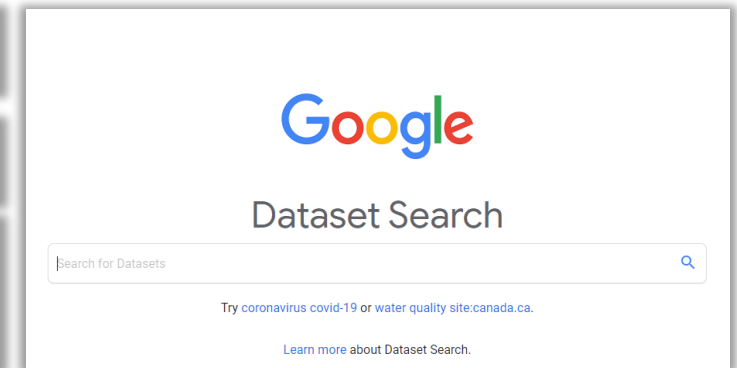 Google
Dataset Search
Search for Datasets
Try coronavirus covid-19 or water quality site:canada.ca.
Learn more about Dataset Search.